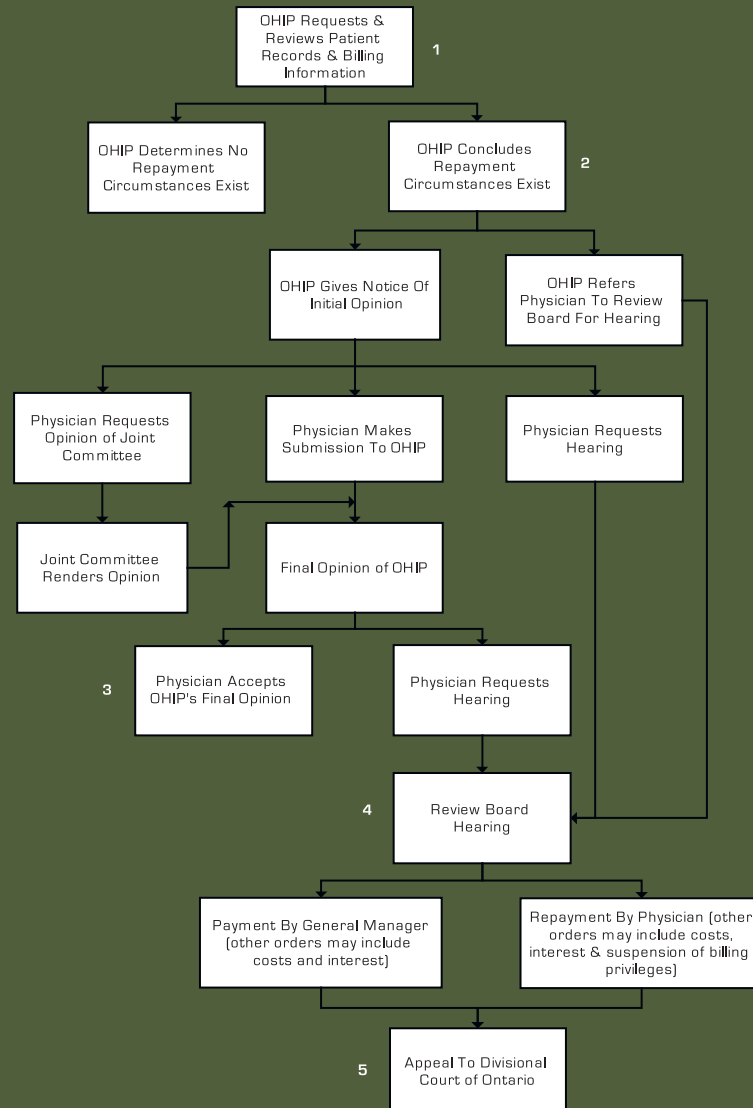 OHIP Requests &
Reviews Patient
Records & Billing
Information
1
OHIP Determines No
Repayment
Circumstances Exist
OHIP Concludes
Repayment
Circumstances Exist
2
OHIP Gives Notice Of
Initial Opinion
OHIP Refers
Physician To Review
Board For Hearing
Physician Requests
Opinion of Joint
Committee
Physician Makes
Submission To OHIP
Physician Requests
Hearing
Joint Committee
Renders Opinion
Final Opinion of OHIP
3
Physician Accepts
OHIP's Final Opinion
Physician Requests
Hearing
4
Review Board
Hearing
Payment By General Manager
(other orders may include
costs and interest)
Repayment By Physician (other
orders may include costs,
interest & suspension of billing
privileges)
5
Appeal To Divisional
Court of Ontario